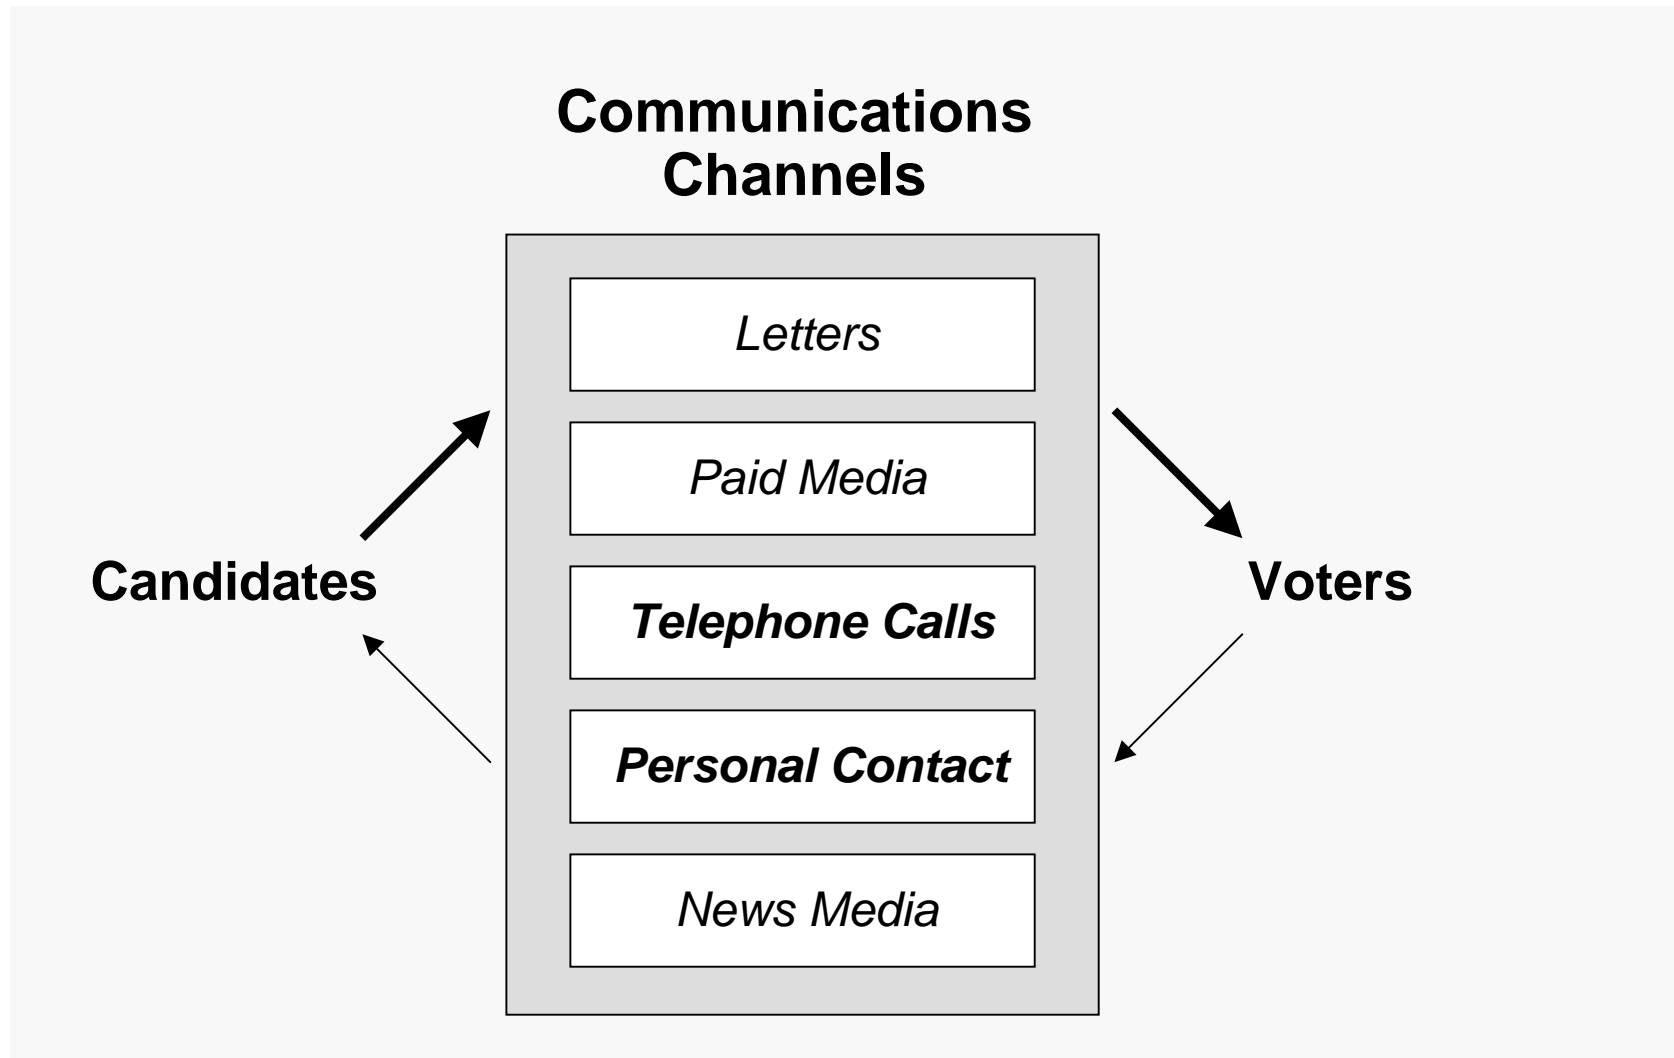 Communications
Channels
Letters
Paid Media
Telephone Calls
Candidates
Voters
Personal Contact
News Media